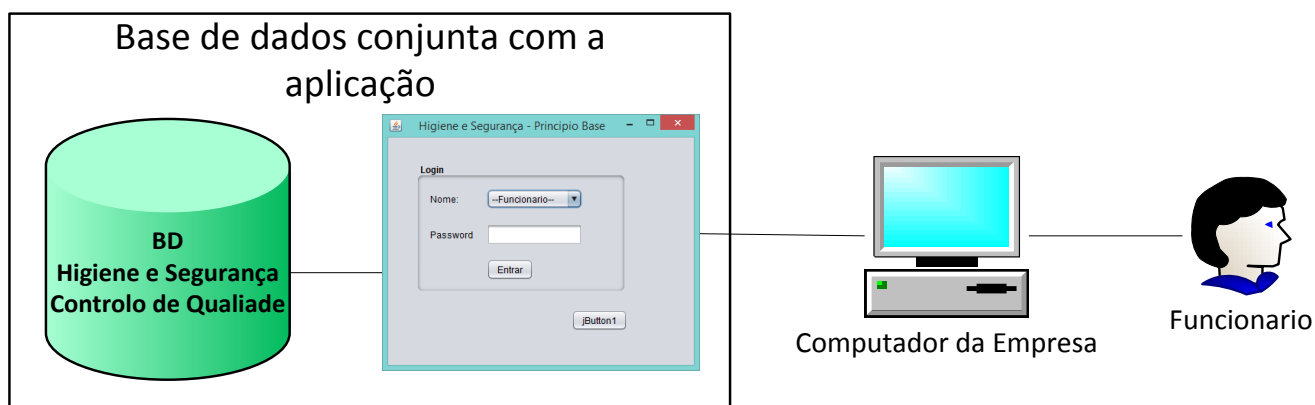 Base de dados conjunta com a
aplicação
BD
Higiene e Segurança
Controlo de Qualiade
Higiene e Segurança - Principio Base
Login
Nome:
--Funcionario--
Password
Entrar
jButton1
Computador da Empresa
Funcionario